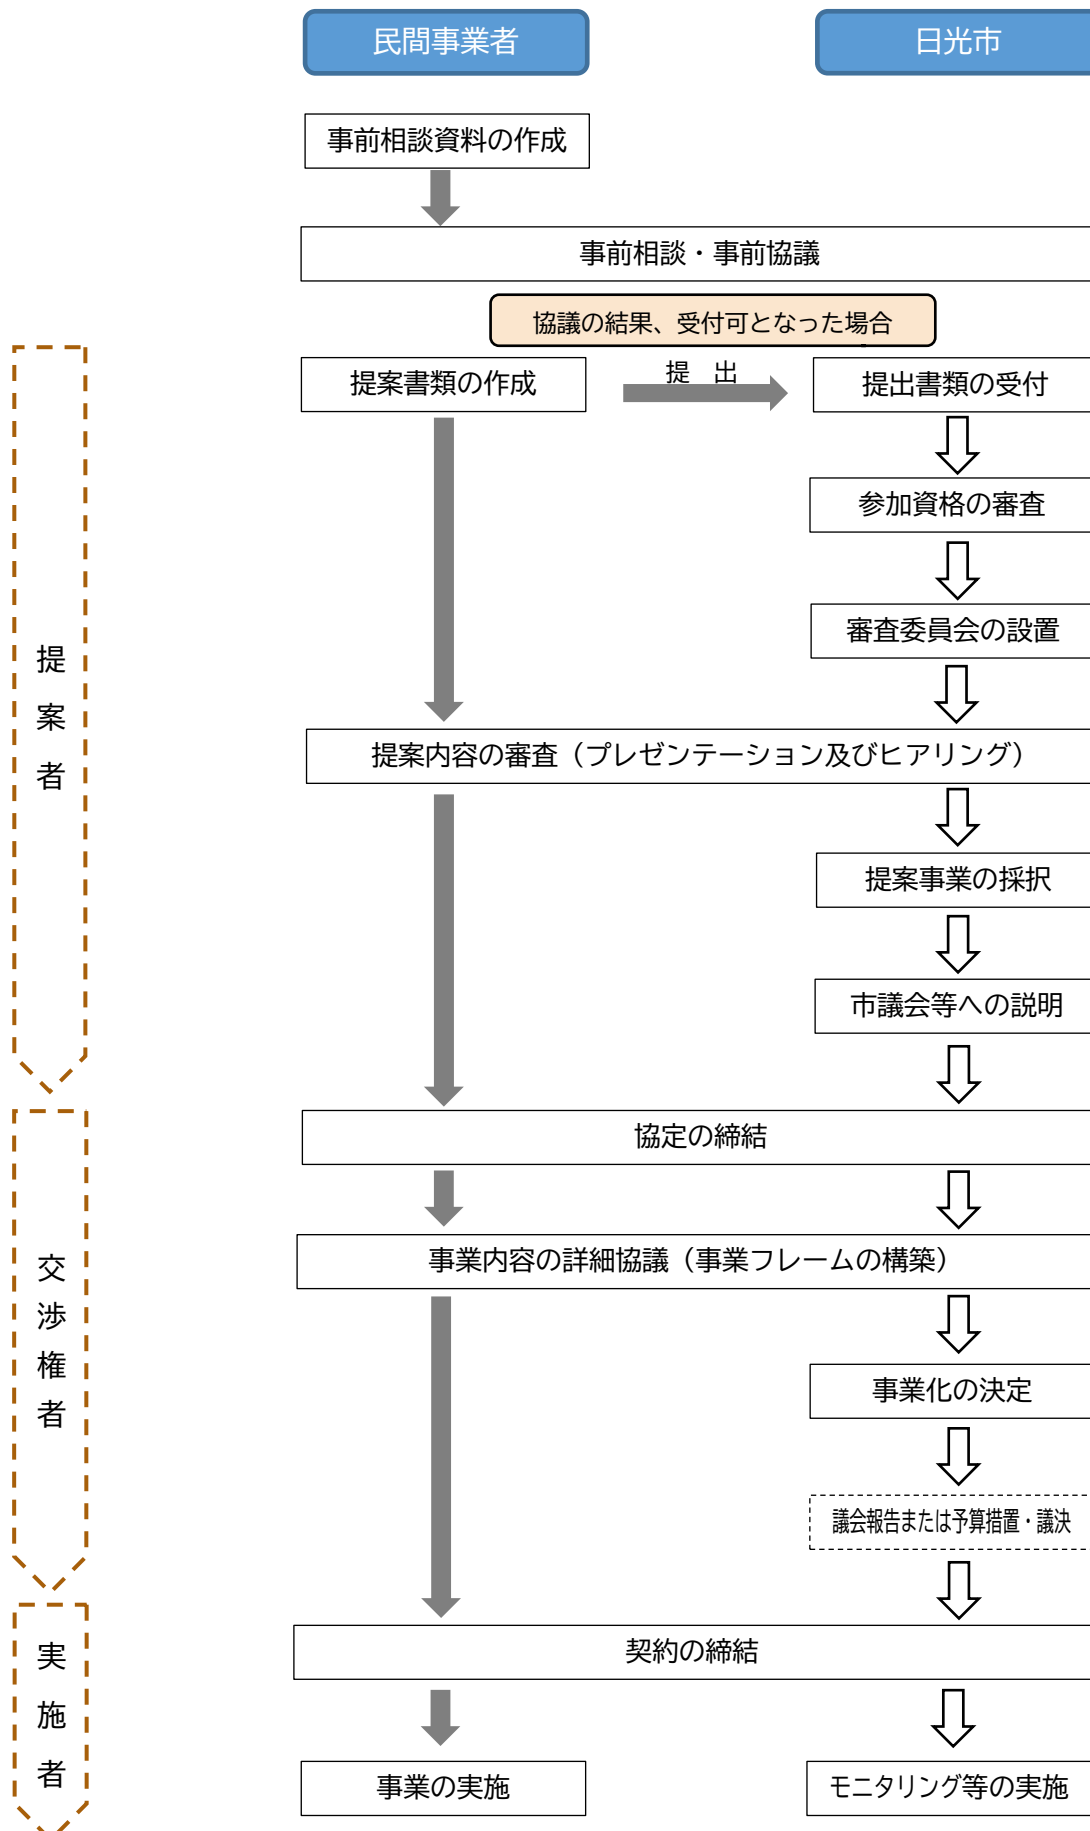 民間事業者
日光市
事前相談資料の作成
事前相談・事前協議
協議の結果、受付可となった場合
提案書類の作成
提 出
提出書類の受付
参加資格の審査
審査委員会の設置
提案者
提案内容の審査（プレゼンテーション及びヒアリング）
提案事業の採択
市議会等への説明
協定の締結
事業内容の詳細協議（事業フレームの構築）
交渉権者
事業化の決定
議会報告または予算措置・議決
契約の締結
実施者
事業の実施
モニタリング等の実施